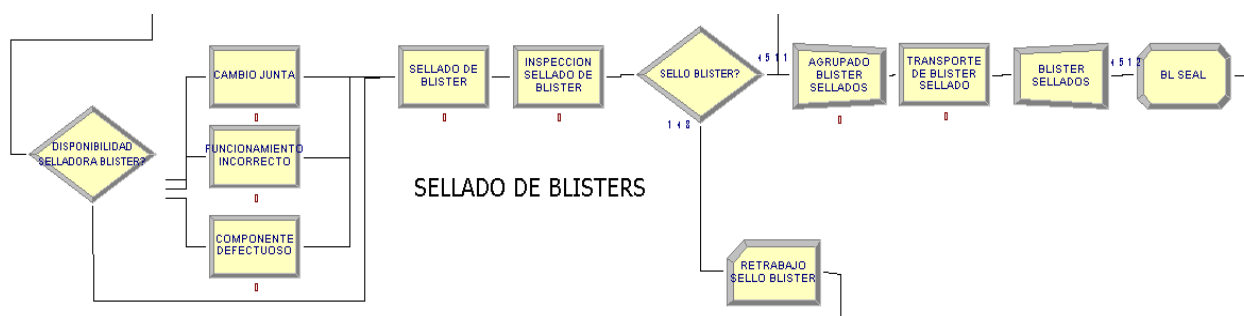 DISPONIBILIDAD
SELLADORA BLISTER?
CAMBIO JUNTA
0
FUNCIONAMIENTO
INCORRECTO
0
COMPONENTE
DEFECTUOSO
0
SELLADO DE
BLISTER
0
INSPECCION
SELLADO DE
BLISTER
0
SELLO BLISTER?
4511
148
AGRUPADO
BLISTER
SELLADOS
0
TRANSPORTE
DE BLISTER
SELLADO
0
BLISTER
SELLADOS
4512
BL SEAL
SELLADO DE BLISTERS
RETRABAJO
SELLO BLISTER